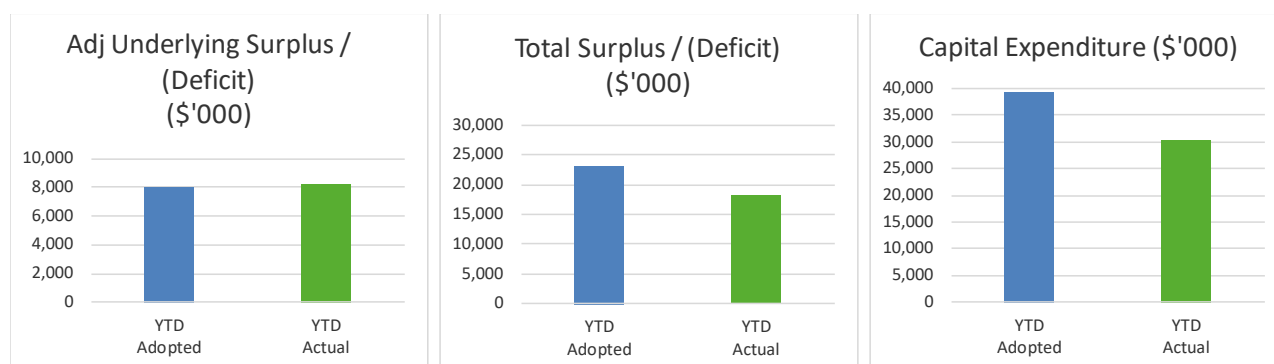 Adj Underlying Surplus /
(Deficit)
($'000)
10,000
8,000
6,000
4,000
2,000
0
YTD
Adopted
YTD
Actual
Total Surplus / (Deficit)
($'000)
30,000
25,000
20,000
15,000
10,000
5,000
0
YTD
Adopted
YTD
Actual
Capital Expenditure ($'000)
40,000
35,000
30,000
25,000
20,000
15,000
10,000
5,000
0
YTD
Adopted
YTD
Actual